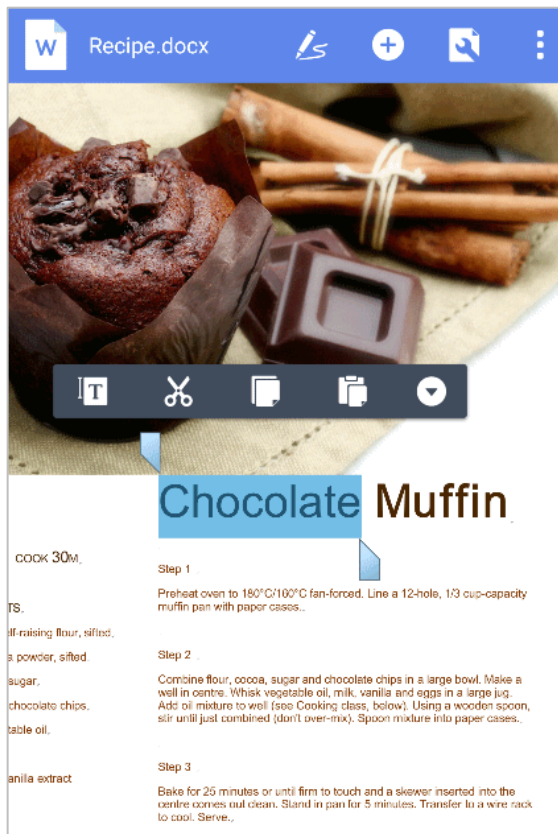 W Recipe.docx
T
Chocolate Muffin
COOK 30M.
TS.
lf-raising flour, sifted.
powder, sifted.
sugar.
chocolate chips.
table oil.
anilla extract
Step 1
Preheat oven to 180°C/160°C fan-forced. Line a 12-hole, 1/3 cup-capacity
muffin pan with paper cases..
Step 2
Combine flour, cocoa, sugar and chocolate chips in a large bowl. Make a
well in centre. Whisk vegetable oil, milk, vanilla and eggs in a large jug.
Add oil mixture to well (see Cooking class, below). Using a wooden spoon,
stir until just combined (don't over-mix). Spoon mixture into paper cases.
Step 3
Bake for 25 minutes or until firm to touch and a skewer inserted into the
centre comes out clean. Stand in pan for 5 minutes. Transfer to a wire rack
to cool. Serve.